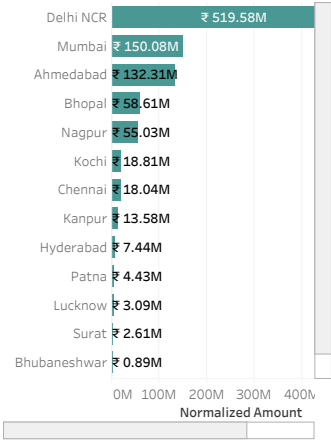 Delhi NCR ₹ 519.58M
Mumbai ₹ 150.08M
Ahmedabad ₹ 132.31M
Bhopal ₹ 58.61M
Nagpur ₹ 55.03M
Kochi ₹ 18.81M
Chennai ₹ 18.04M
Kanpur ₹ 13.58M
Hyderabad ₹ 7.44M
Patna ₹ 4.43M
Lucknow ₹ 3.09M
Surat ₹ 2.61M
Bhubaneshwar ₹ 0.89M
0M 100M 200M 300M 400M
Normalized Amount